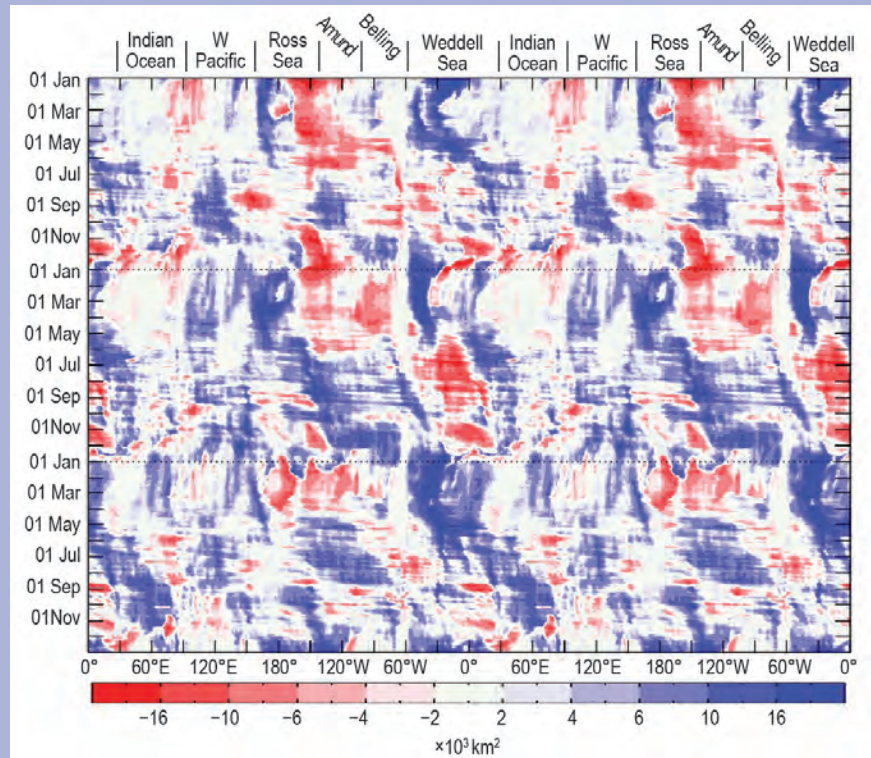 Indian Ocean
W Pacific
Ross Sea
Amund
Belling
Weddell Sea
Indian Ocean
W Pacific
Ross Sea
Amund
Belling
Weddell Sea
01 Jan
01 Mar
01 May
01 Jul
01 Sep
01Nov
01 Jan
01 Mar
01 May
01 Jul
01 Sep
01Nov
01 Jan
01 Mar
01 May
01 Jul
01 Sep
01Nov
0° 60°E 120°E 180° 120°W 60°W 0° 60°E 120°E 180° 120°W 60°W 0°
−16 −10 −6 −4 −2 2 4 6 10 16
×10³ km²